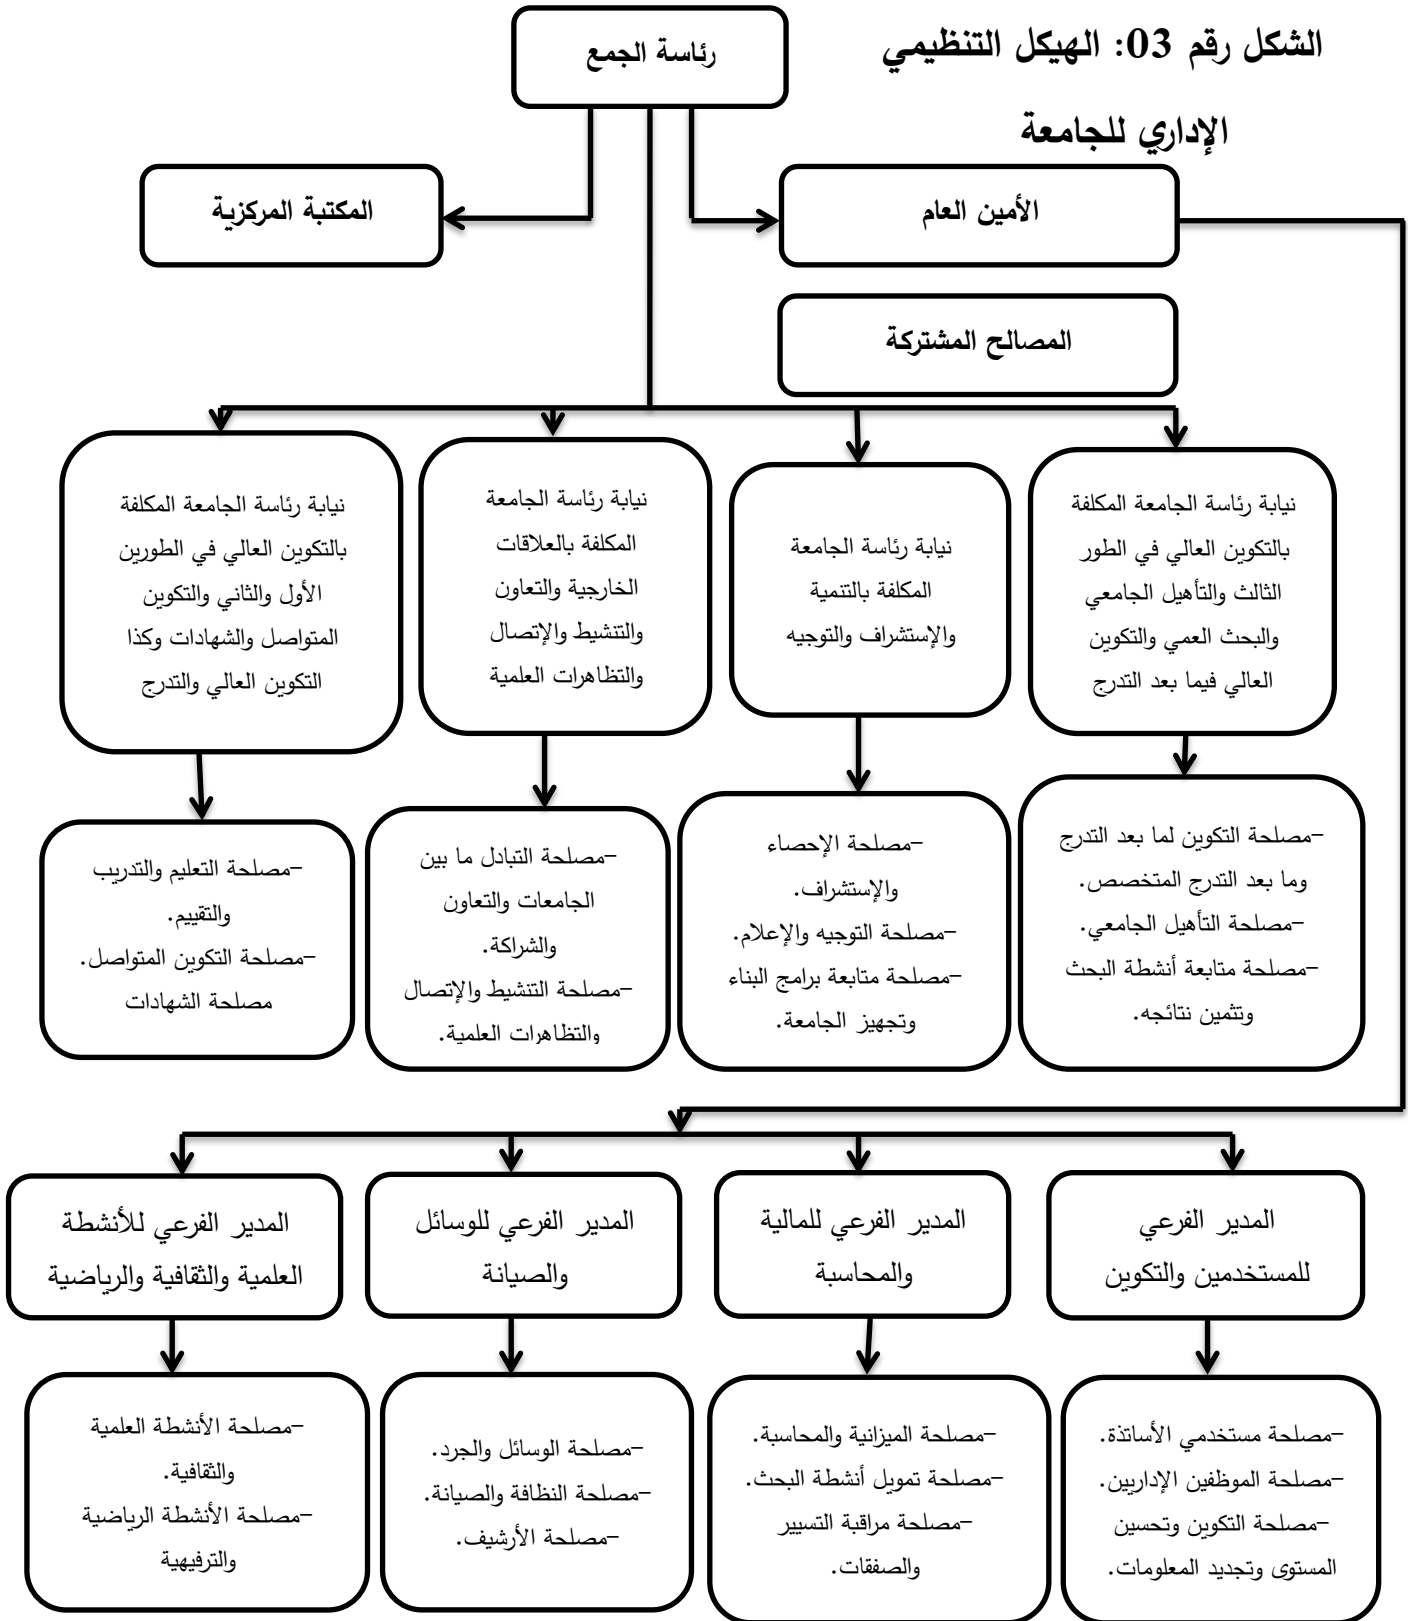 الشكل رقم 03: الهيكل التنظيمي
الإداري للجامعة
رئاسة الجمع
الأمين العام
المكتبة المركزية
المصالح المشتركة
نيابة رئاسة الجامعة المكلفة
بالتكوين العالي في الطور
الثالث والتأهيل الجامعي
والبحث العمي والتكوين
العالي فيما بعد التدرج
نيابة رئاسة الجامعة
المكلفة بالتنمية
والإستشراف والتوجيه
نيابة رئاسة الجامعة
المكلفة بالعلاقات
الخارجية والتعاون
والتنشيط والإتصال
والتظاهرات العلمية
نيابة رئاسة الجامعة المكلفة
بالتكوين العالي في الطورين
الأول والثاني والتكوين
المتواصل والشهادات وكذا
التكوين العالي والتدرج
-مصلحة التكوين لما بعد التدرج
وما بعد التدرج المتخصص.
-مصلحة التأهيل الجامعي.
-مصلحة متابعة أنشطة البحث
وتثمين نتائجه.
-مصلحة الإحصاء
والإستشراف.
-مصلحة التوجيه والإعلام.
-مصلحة متابعة برامج البناء
وتجهيز الجامعة.
-مصلحة التبادل ما بين
الجامعات والتعاون
والشراكة.
-مصلحة التنشيط والإتصال
والتظاهرات العلمية.
-مصلحة التعليم والتدريب
والتقييم.
-مصلحة التكوين المتواصل.
مصلحة الشهادات
المدير الفرعي
للمستخدمين والتكوين
المدير الفرعي للمالية
والمحاسبة
المدير الفرعي للوسائل
والصيانة
المدير الفرعي للأنشطة
العلمية والثقافية والرياضية
-مصلحة مستخدمي الأساتذة.
-مصلحة الموظفين الإداريين.
-مصلحة التكوين وتحسين
المستوى وتجديد المعلومات.
-مصلحة الميزانية والمحاسبة.
-مصلحة تمويل أنشطة البحث.
-مصلحة مراقبة التسيير
والصفقات.
-مصلحة الوسائل والجرد.
-مصلحة النظافة والصيانة.
-مصلحة الأرشيف.
-مصلحة الأنشطة العلمية
والثقافية.
-مصلحة الأنشطة الرياضية
والترفيهية